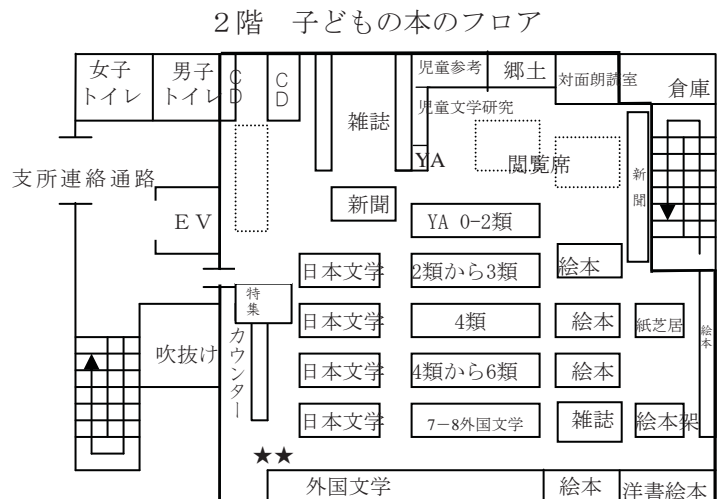 ２階　子どもの本のフロア
女子
トイレ
男子
トイレ
CD
CD
雑誌
児童参考
郷土
対面朗読室
倉庫
児童文学研究
YA
閲覧席
新聞
支所連絡通路
EV
新聞
YA 0-2類
日本文学
2類から3類
絵本
特集
日本文学
4類
絵本
紙芝居
絵本
吹抜け
カウンター
日本文学
4類から6類
絵本
日本文学
7－8外国文学
雑誌
絵本架
★★
外国文学
絵本
洋書絵本